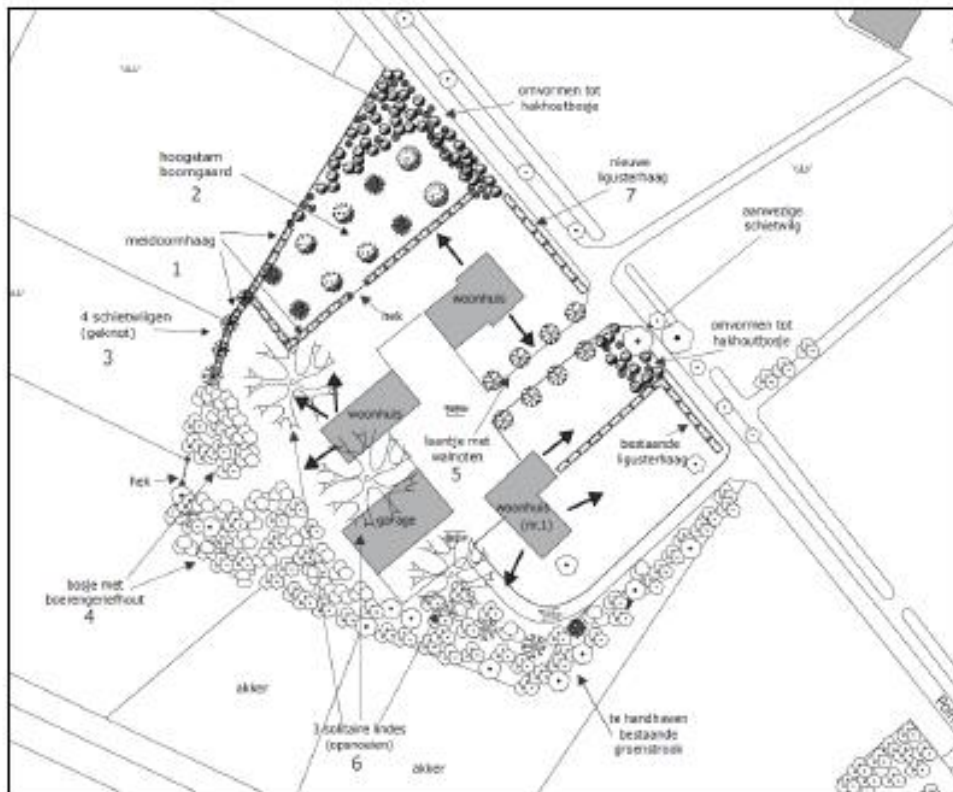 omvormen tot
hakhoutbosje
hoogstam
boomgaard
2
nieuwe
ligusterhaag
7
aanwezige
schietwilg
meidoornhaag
1
woonhuis
hek
4 schietwilgen
(geknot)
3
omvormen tot
hakhoutbosje
woonhuis
laantje met
walnoten
5
bestaande
ligusterhaag
hek
garage
woonhuis
(nr.1)
bosje met
boerengeriefhout
4
akker
3 solitaire lindes
(opsnoeien)
6
akker
te handhaven
bestaande
groenstrook